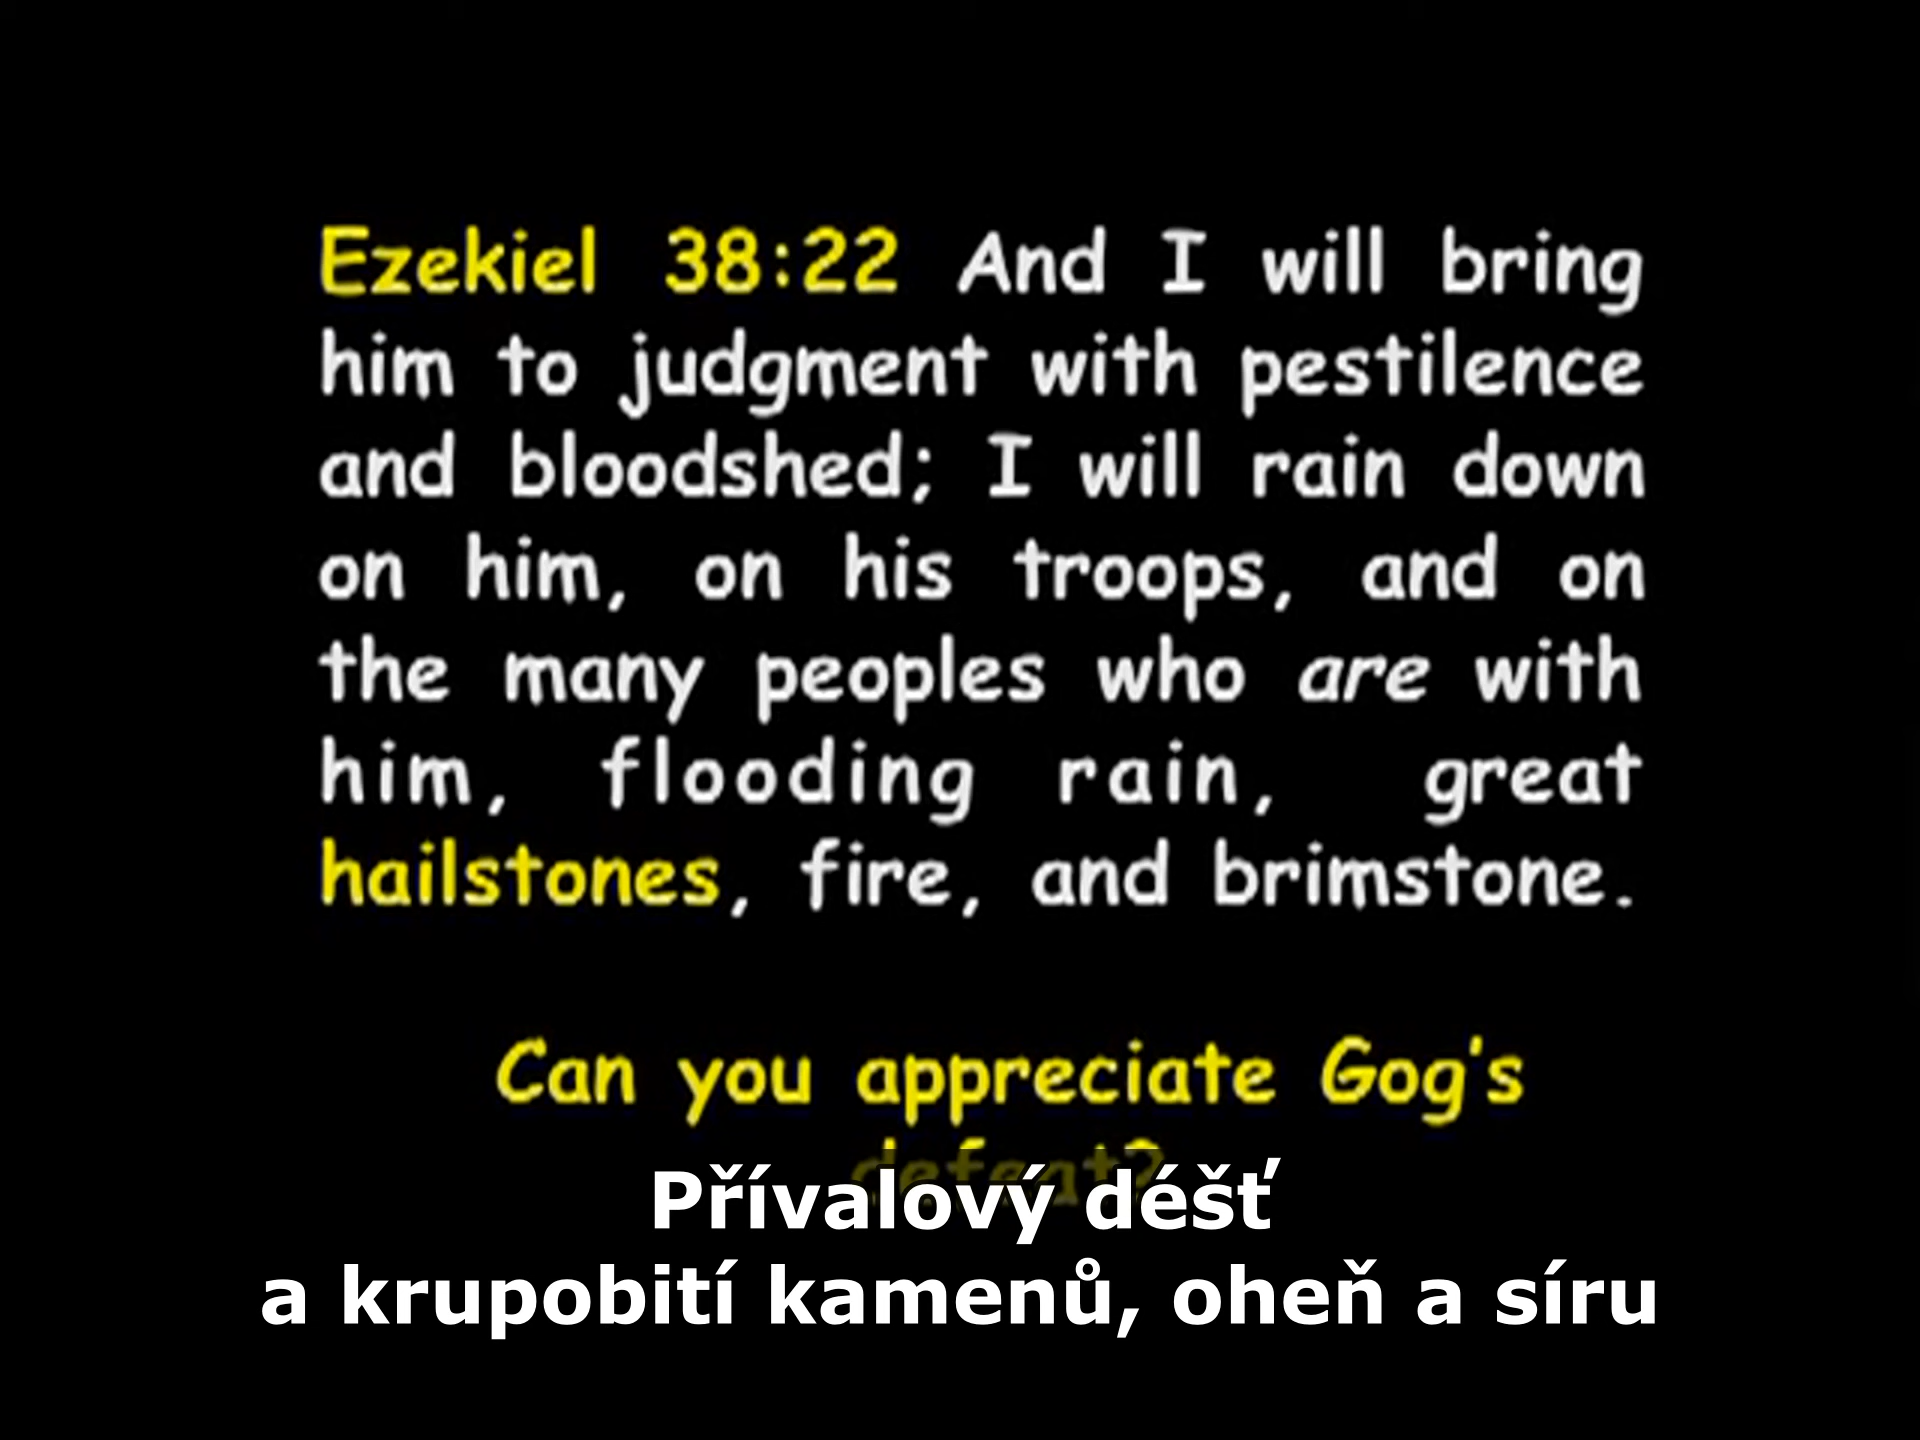 Ezekiel 38:22 And I will bring
him to judgment with pestilence
and bloodshed; I will rain down
on him, on his troops, and on
the many peoples who are with
him, flooding rain, great
hailstones, fire, and brimstone.
Can you appreciate Gog's
defeat?
Přívalový déšť
a krupobití kamenů, oheň a síru